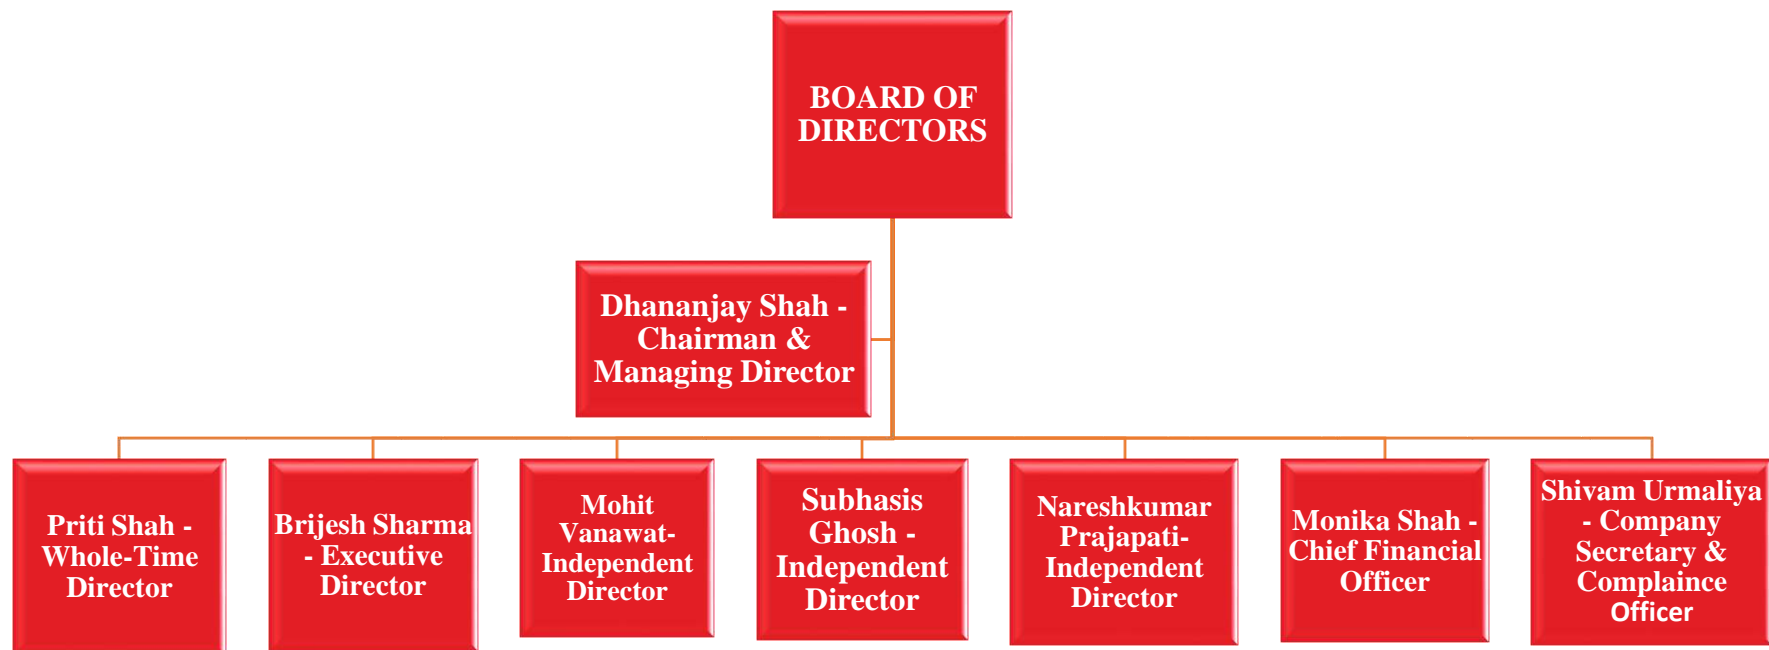 BOARD OF
DIRECTORS
Dhananjay Shah -
Chairman &
Managing Director
Priti Shah -
Whole-Time
Director
Brijesh Sharma
- Executive
Director
Mohit
Vanawat-
Independent
Director
Subhasis
Ghosh -
Independent
Director
Nareshkumar
Prajapati-
Independent
Director
Monika Shah -
Chief Financial
Officer
Shivam Urmaliya
- Company
Secretary &
Complaince
Officer